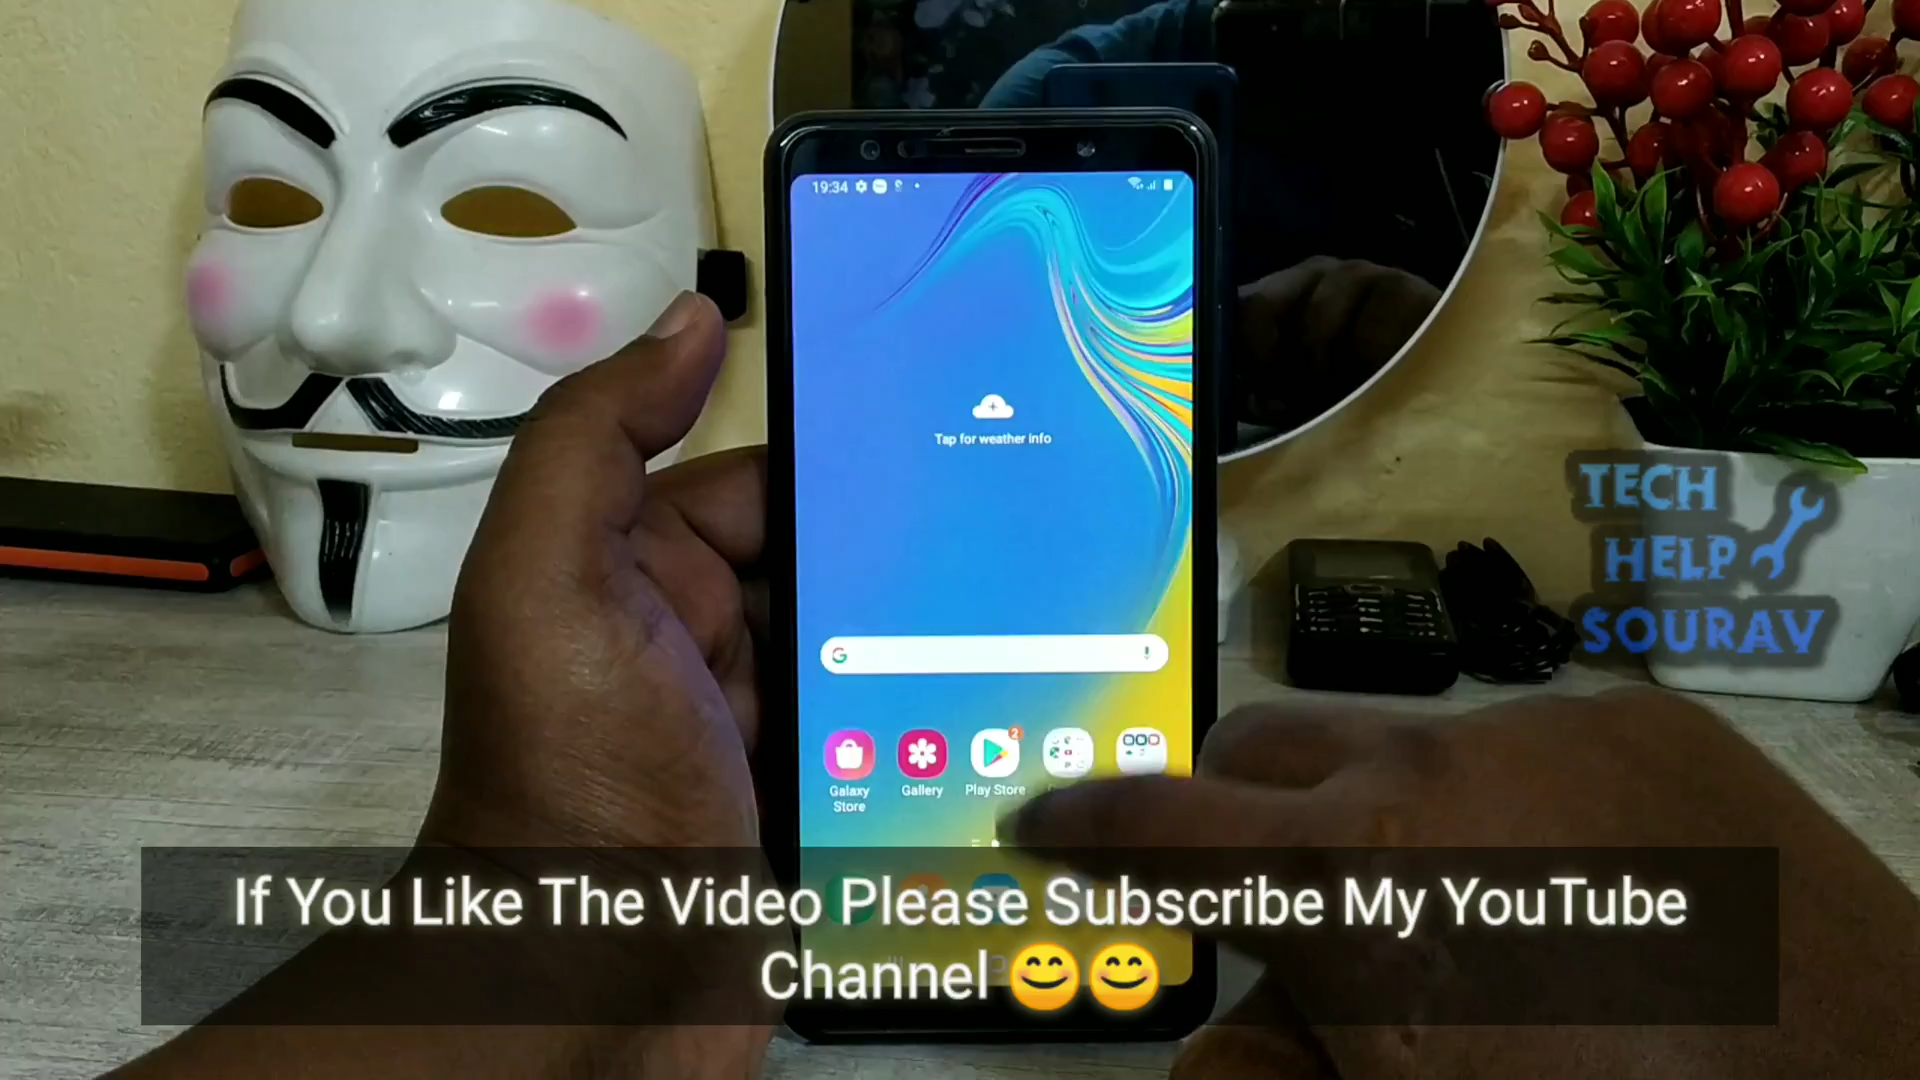 19:34
Tap for weather info
G
2
Galaxy Store
Gallery
Play Store
TECH
HELP
SOURAV
If You Like The Video Please Subscribe My YouTube
Channel 😊😊